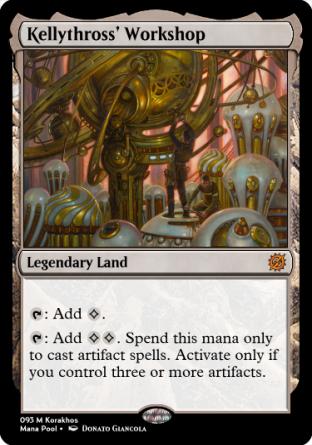 Kellythross' Workshop
Legendary Land
: Add .
: Add . Spend this mana only
to cast artifact spells. Activate only if
you control three or more artifacts.
093 M Korakhos
Mana Pool • Donato Giancola